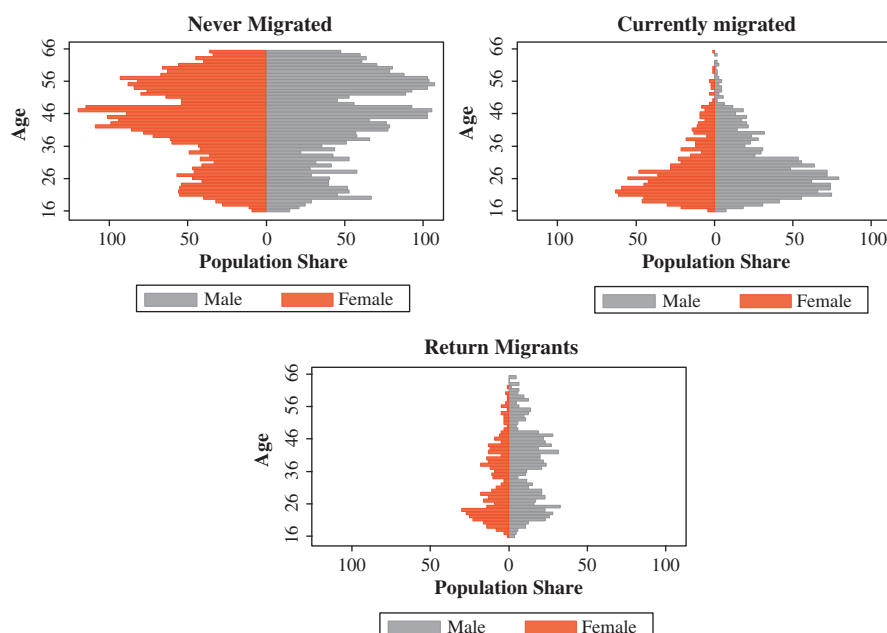 Never Migrated
Age
66
56
46
36
26
16
100 50 0 50 100
Population Share
Male Female
Currently migrated
Age
66
56
46
36
26
16
100 50 0 50 100
Population Share
Male Female
Return Migrants
Age
66
56
46
36
26
16
100 50 0 50 100
Population Share
Male Female